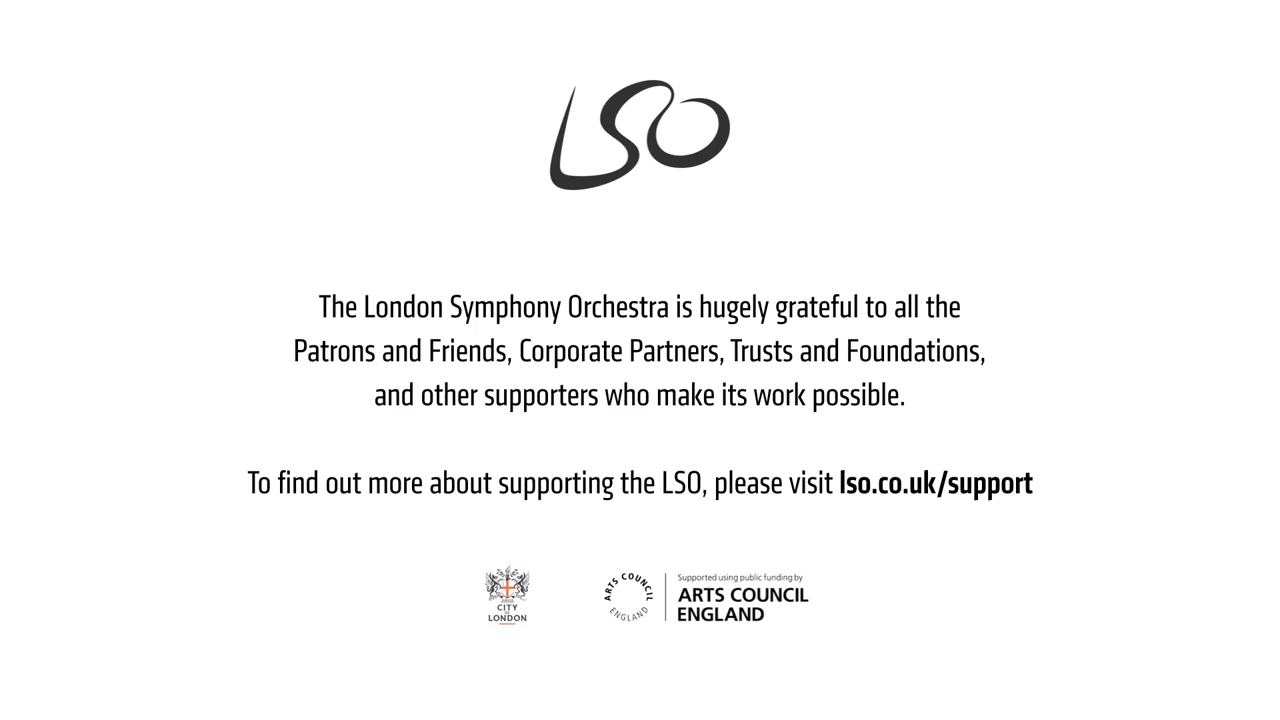 LSO
The London Symphony Orchestra is hugely grateful to all the
Patrons and Friends, Corporate Partners, Trusts and Foundations,
and other supporters who make its work possible.
To find out more about supporting the LSO, please visit lso.co.uk/support
CITY
OF
LONDON
ARTS COUNCIL
ENGLAND
Supported using public funding by
ARTS COUNCIL
ENGLAND